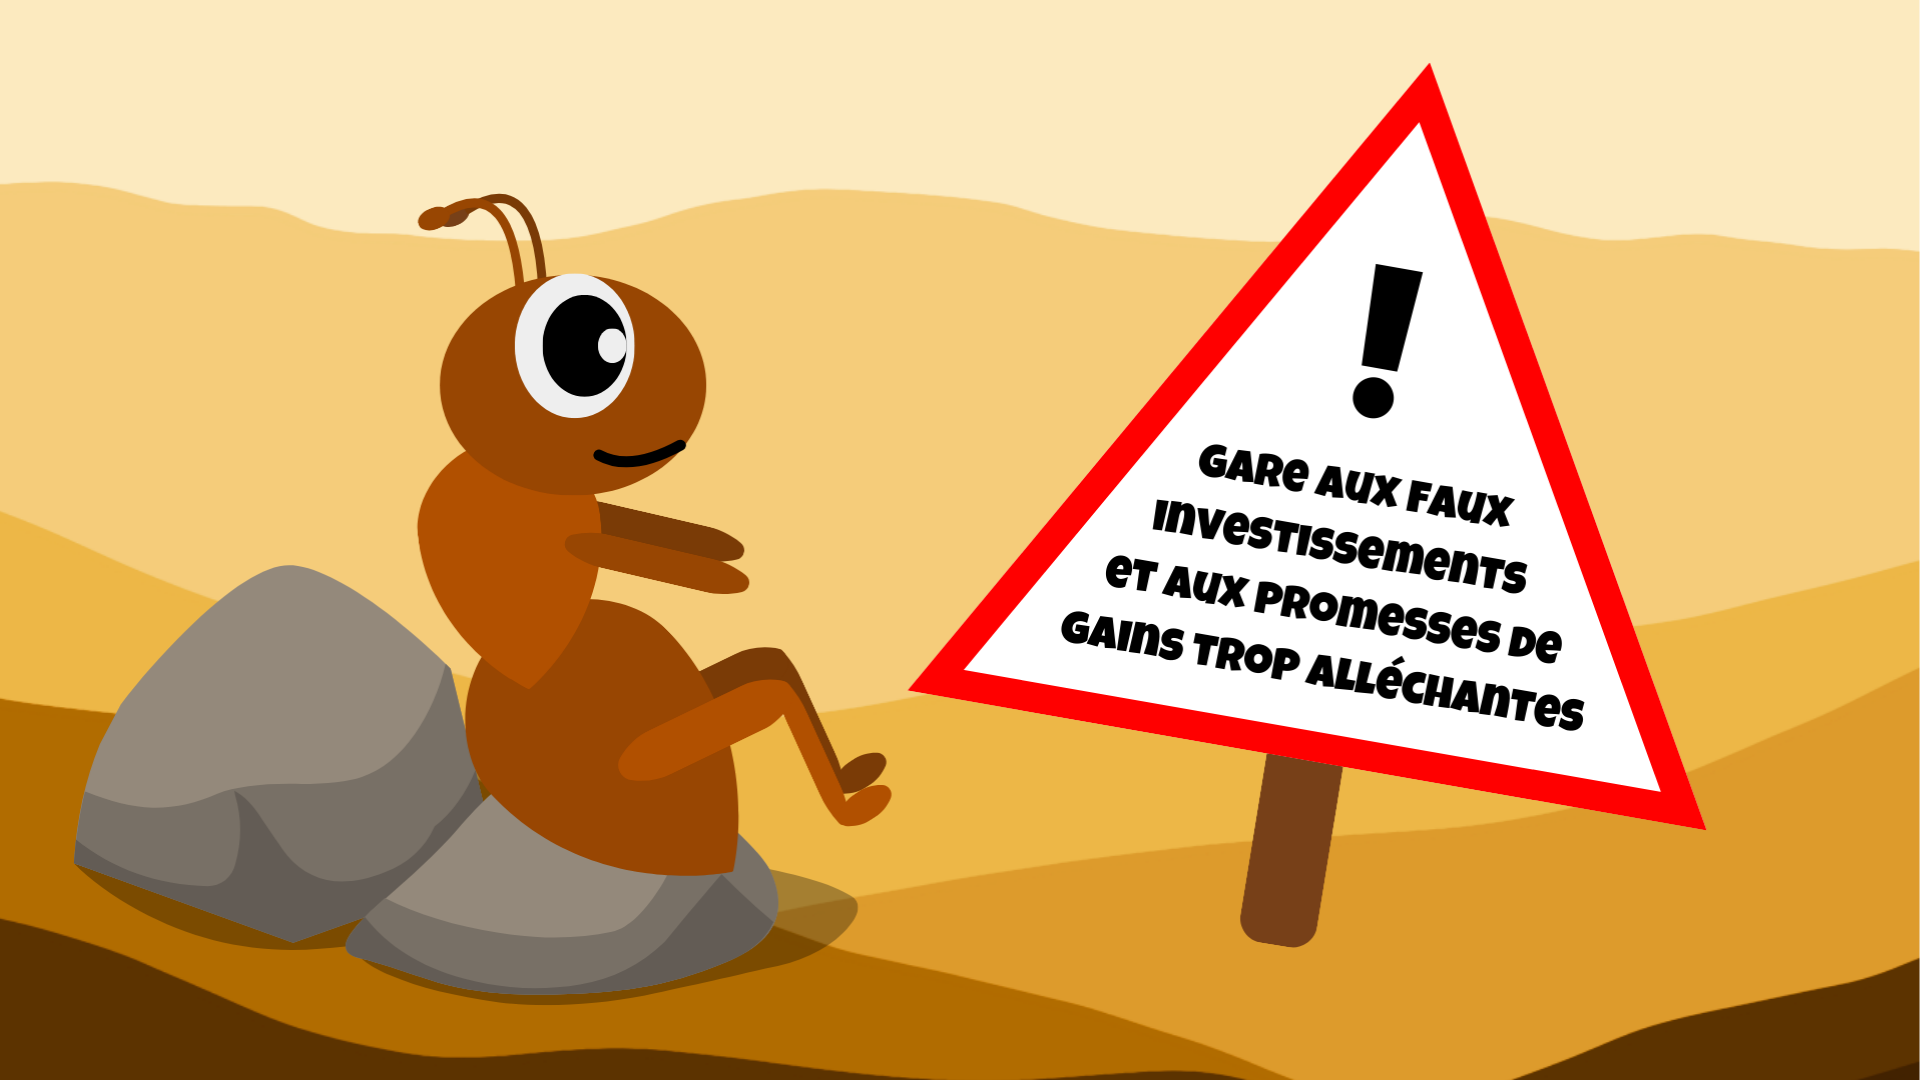 !
Gare aux faux
investissements
et aux promesses de
gains trop alléchantes